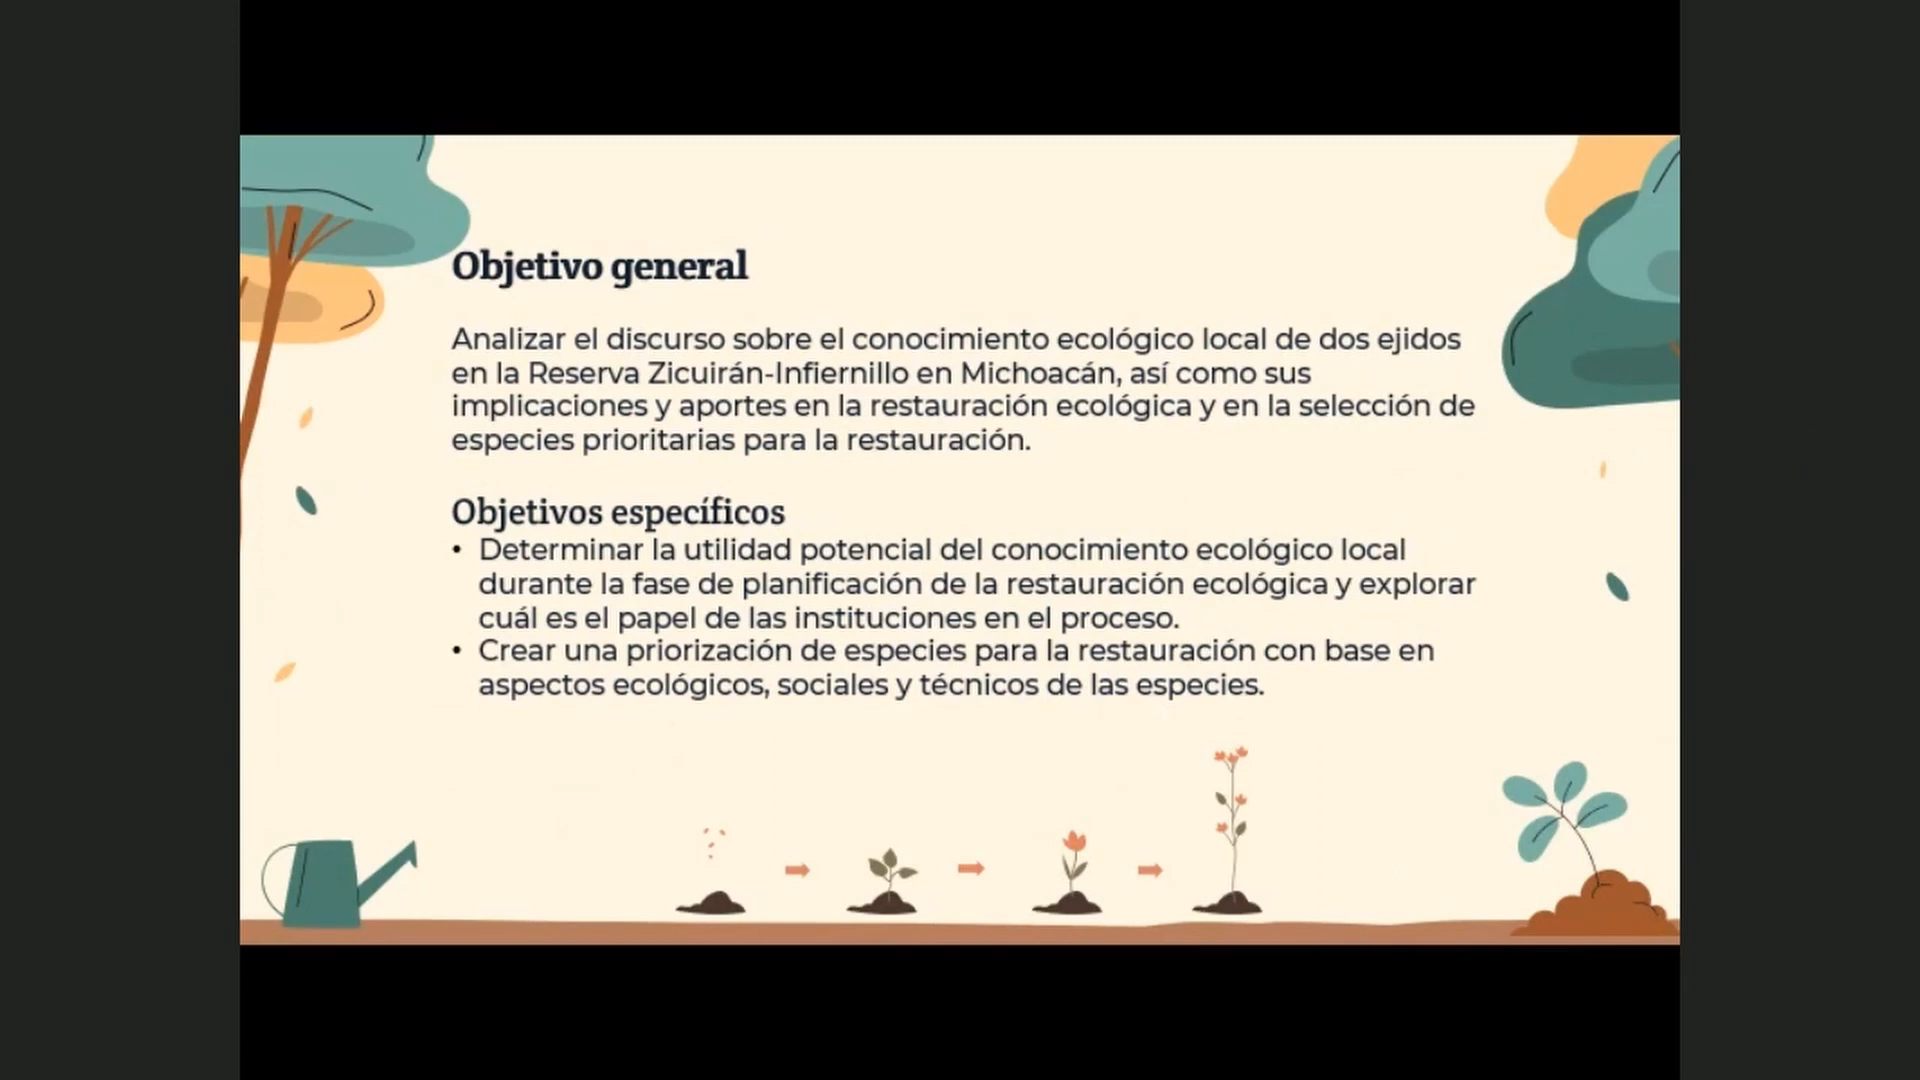 Objetivo general
Analizar el discurso sobre el conocimiento ecológico local de dos ejidos
en la Reserva Zicuirán-Infiernillo en Michoacán, así como sus
implicaciones y aportes en la restauración ecológica y en la selección de
especies prioritarias para la restauración.
Objetivos específicos
• Determinar la utilidad potencial del conocimiento ecológico local
durante la fase de planificación de la restauración ecológica y explorar
cuál es el papel de las instituciones en el proceso.
• Crear una priorización de especies para la restauración con base en
aspectos ecológicos, sociales y técnicos de las especies.